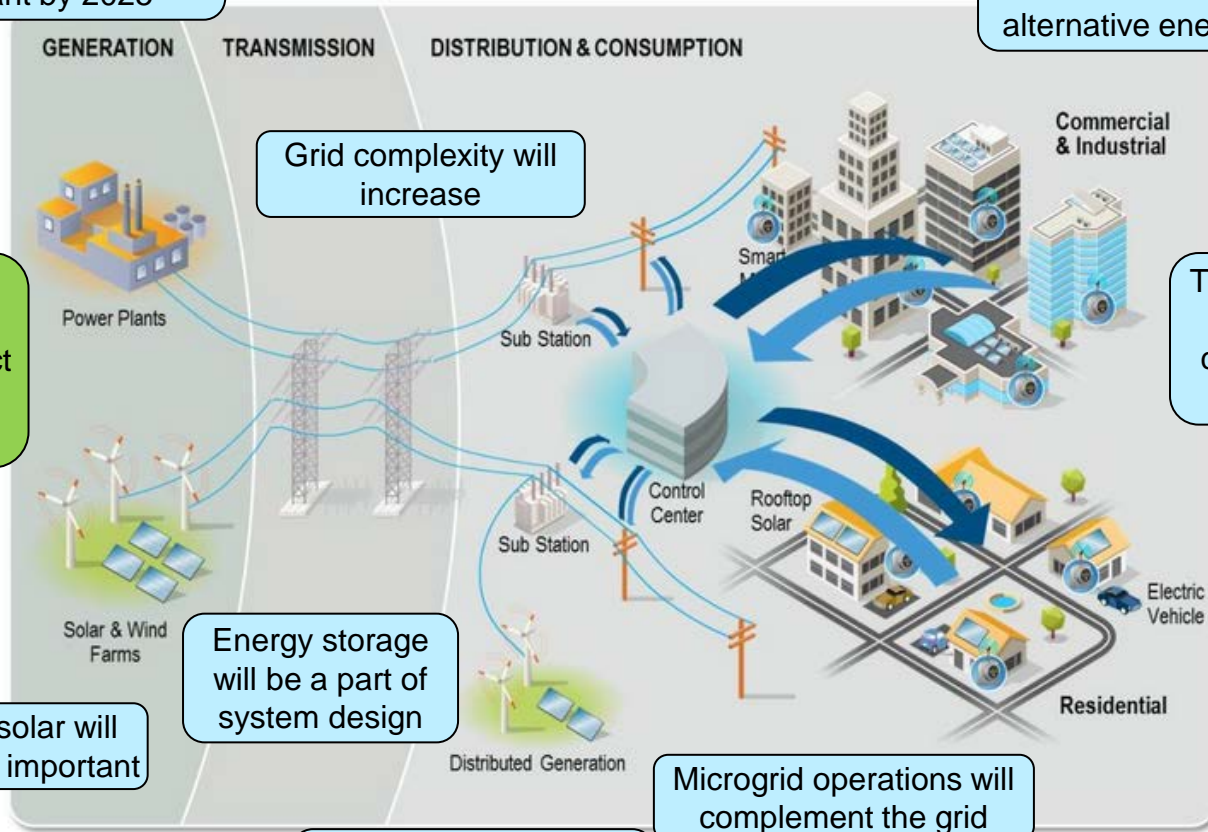 by 2025
alternative
GENERATION
TRANSMISSION
DISTRIBUTION & CONSUMPTION
Commercial
& Industrial
Grid complexity will
increase
Smart
Power Plants
Sub Station
Control
Center
Rooftop
Solar
Sub Station
Electric
Vehicle
Solar & Wind
Farms
Energy storage
will be a part of
system design
Residential
solar will
important
Distributed Generation
Microgrid operations will
complement the grid